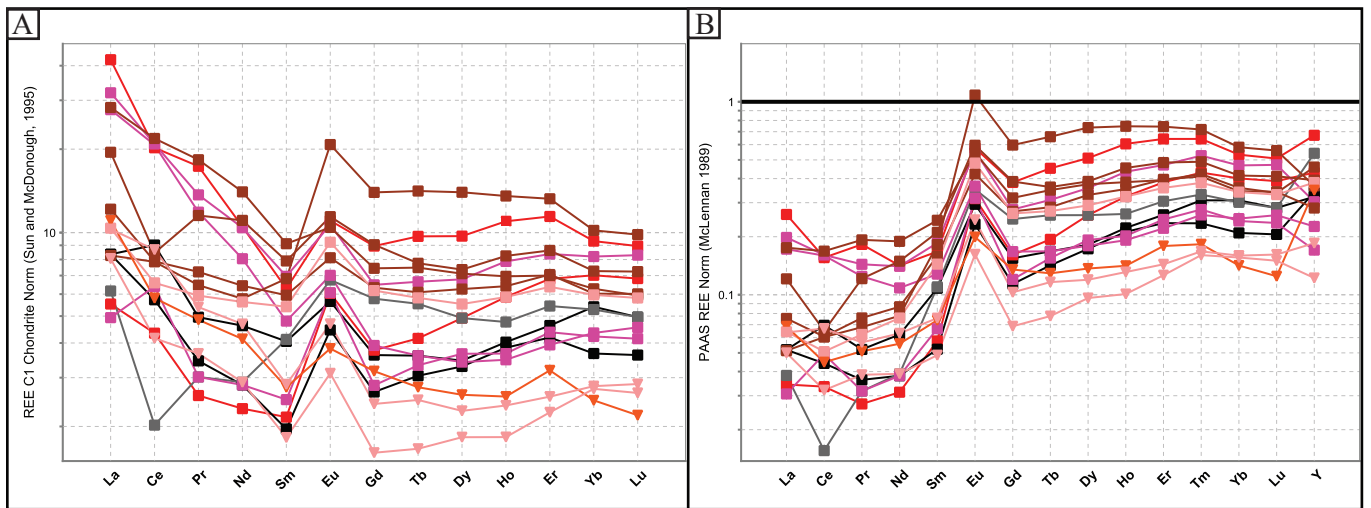 A
REE C1 Chondrite Norm (Sun and McDonough, 1995)
10
La Ce Pr Nd Sm Eu Gd Tb Dy Ho Er Yb Lu
B
PAAS REE Norm (McLennan 1989)
1
0.1
La Ce Pr Nd Sm Eu Gd Tb Dy Ho Er Tm Yb Lu Y